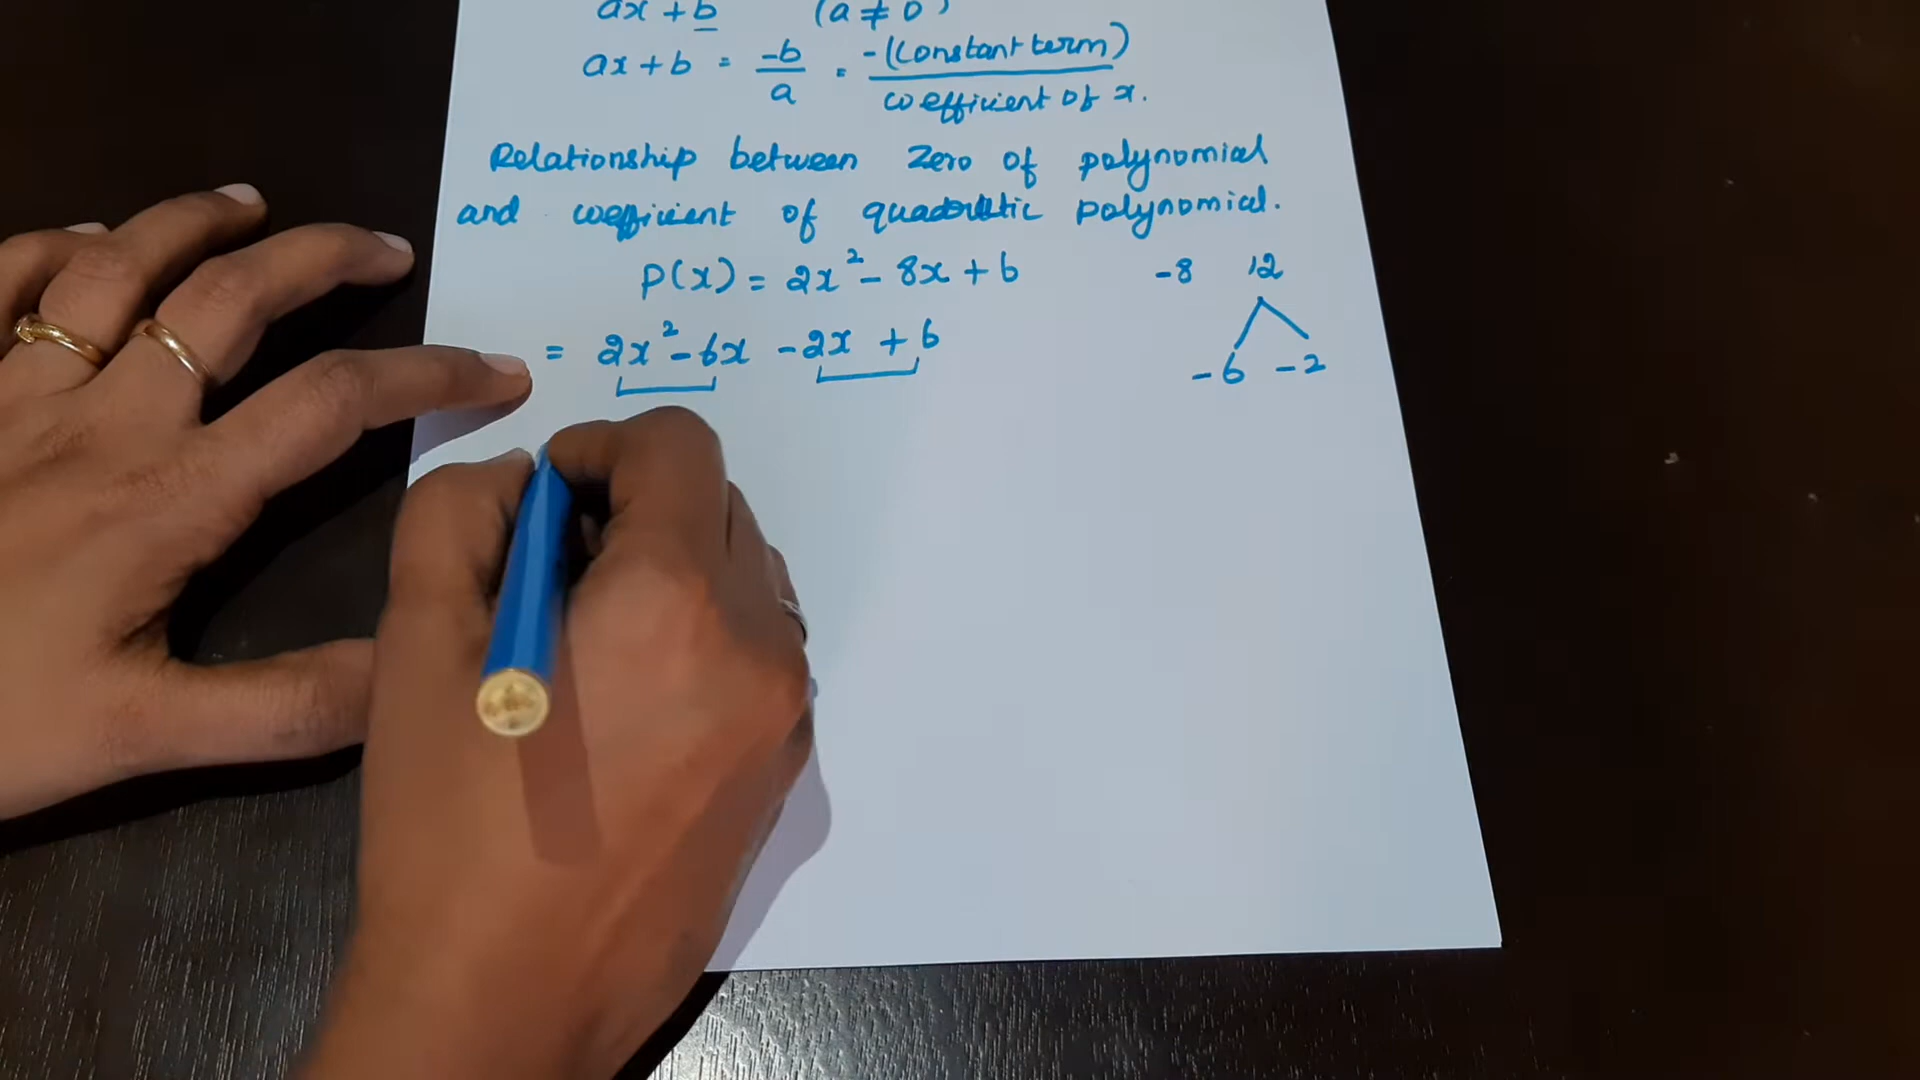 ax + b (a ≠ 0)
ax + b = -b/a = -(Constant term)/coefficient of x.
Relationship between Zero of polynomial
and coefficient of quadratic polynomial.
P(x) = 2x² - 8x + 6 -8 12
= 2x² - 6x - 2x + 6 -6 -2